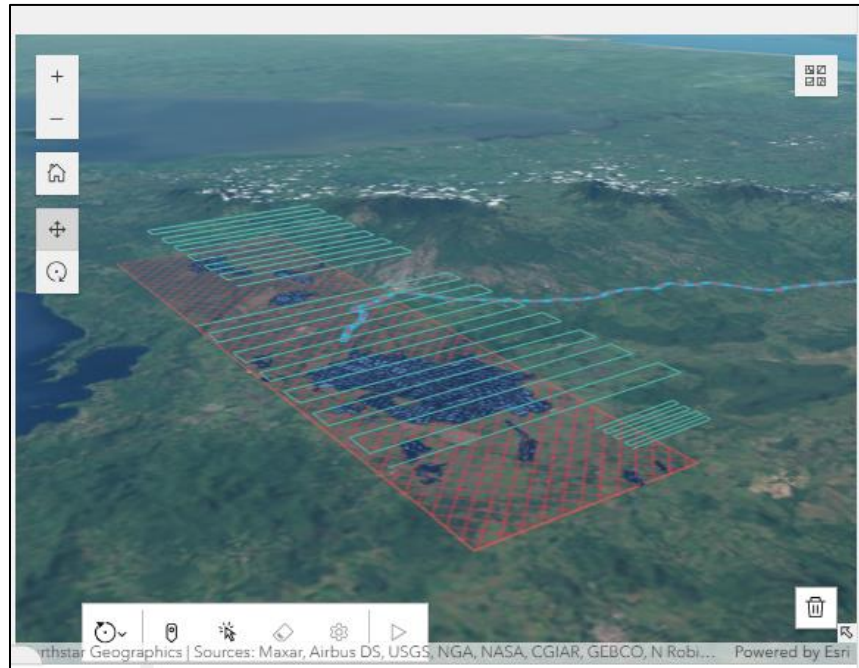 rthstar Geographics | Sources: Maxar, Airbus DS, USGS, NGA, NASA, CGIAR, GEBCO, N Robi... Powered by Esri